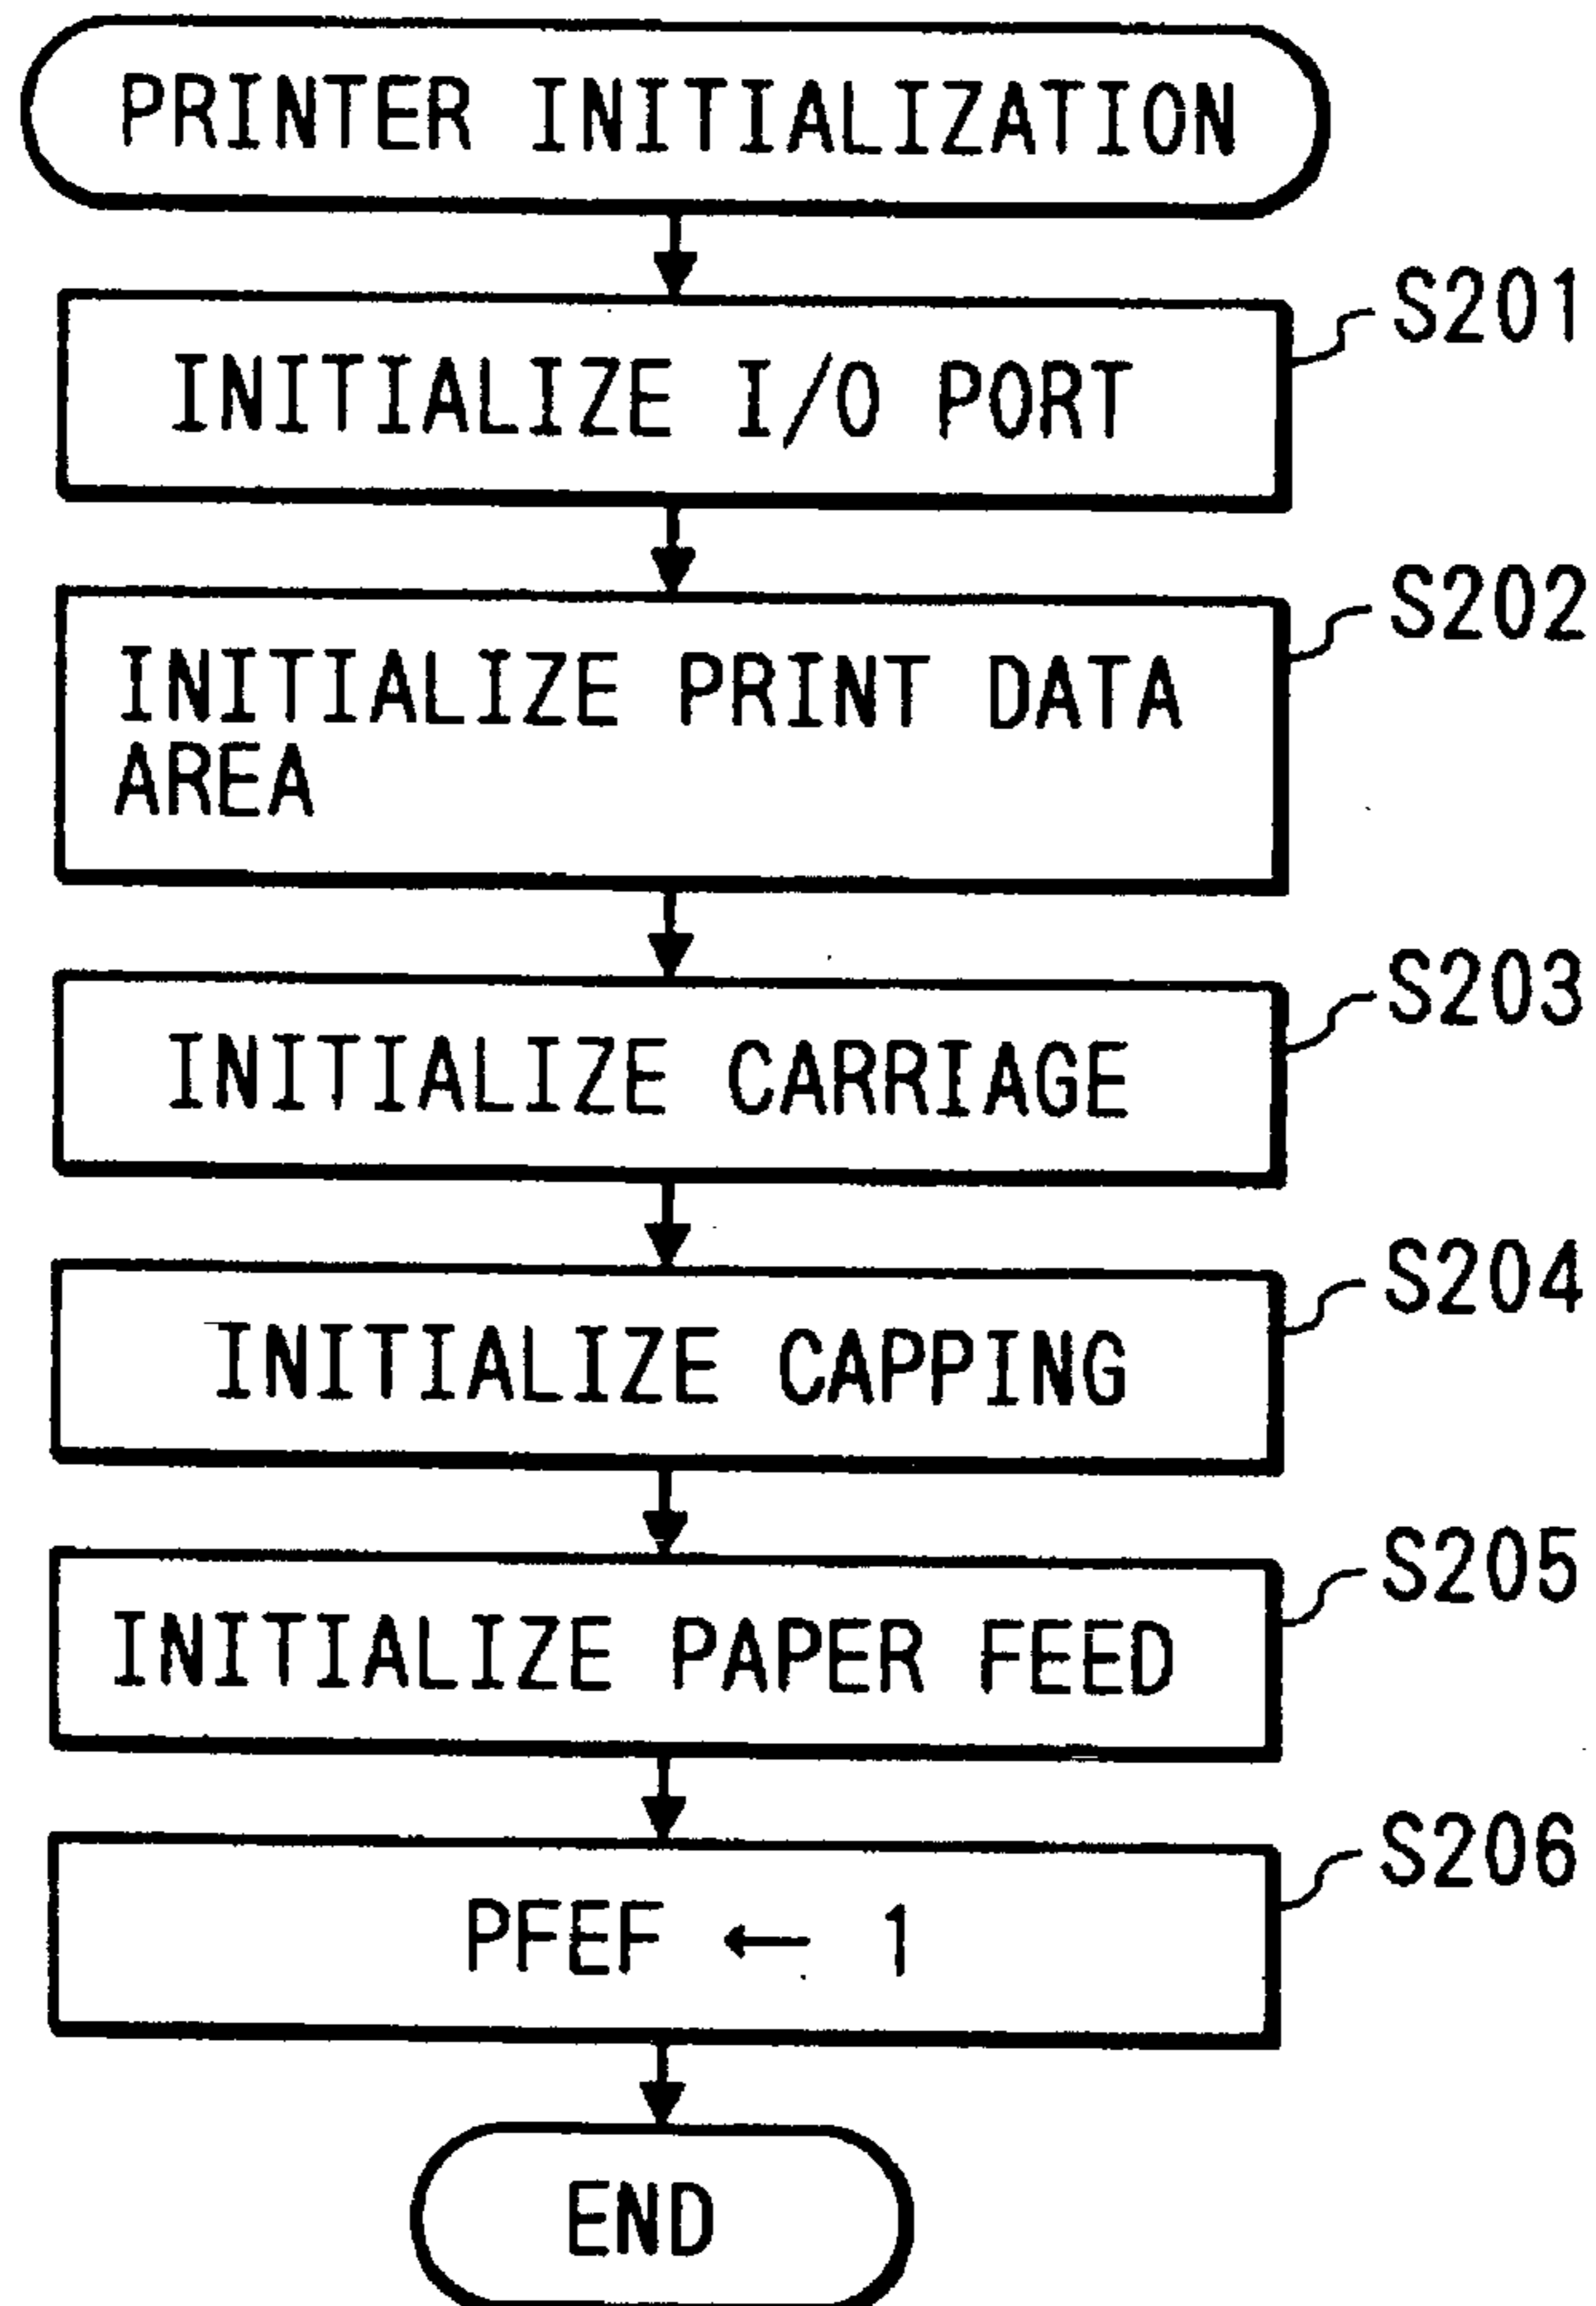 PRINTER INITIALIZATION
INITIALIZE I/O PORT
S201
INITIALIZE PRINT DATA
AREA
S202
INITIALIZE CARRIAGE
S203
INITIALIZE CAPPING
S204
INITIALIZE PAPER FEED
S205
PFEF ← 1
S206
END